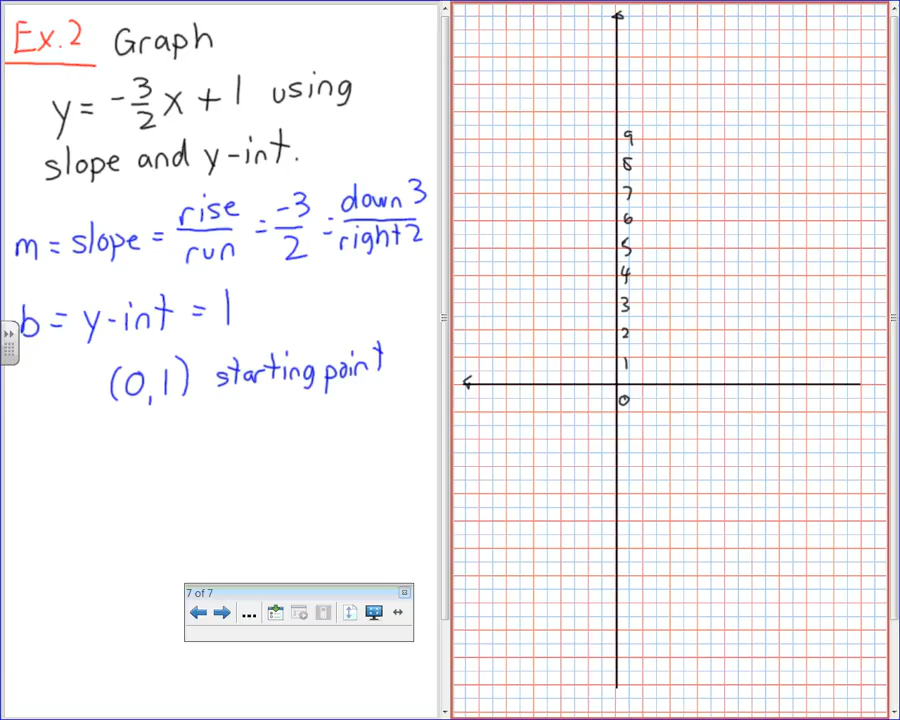 Ex.2 Graph
y = -3/2 x + 1 using
slope and y-int.
m = slope = rise/run = -3/2 = down 3/right 2
b = y-int = 1
(0,1) starting point
7 of 7
...
9
8
7
6
5
4
3
2
1
0